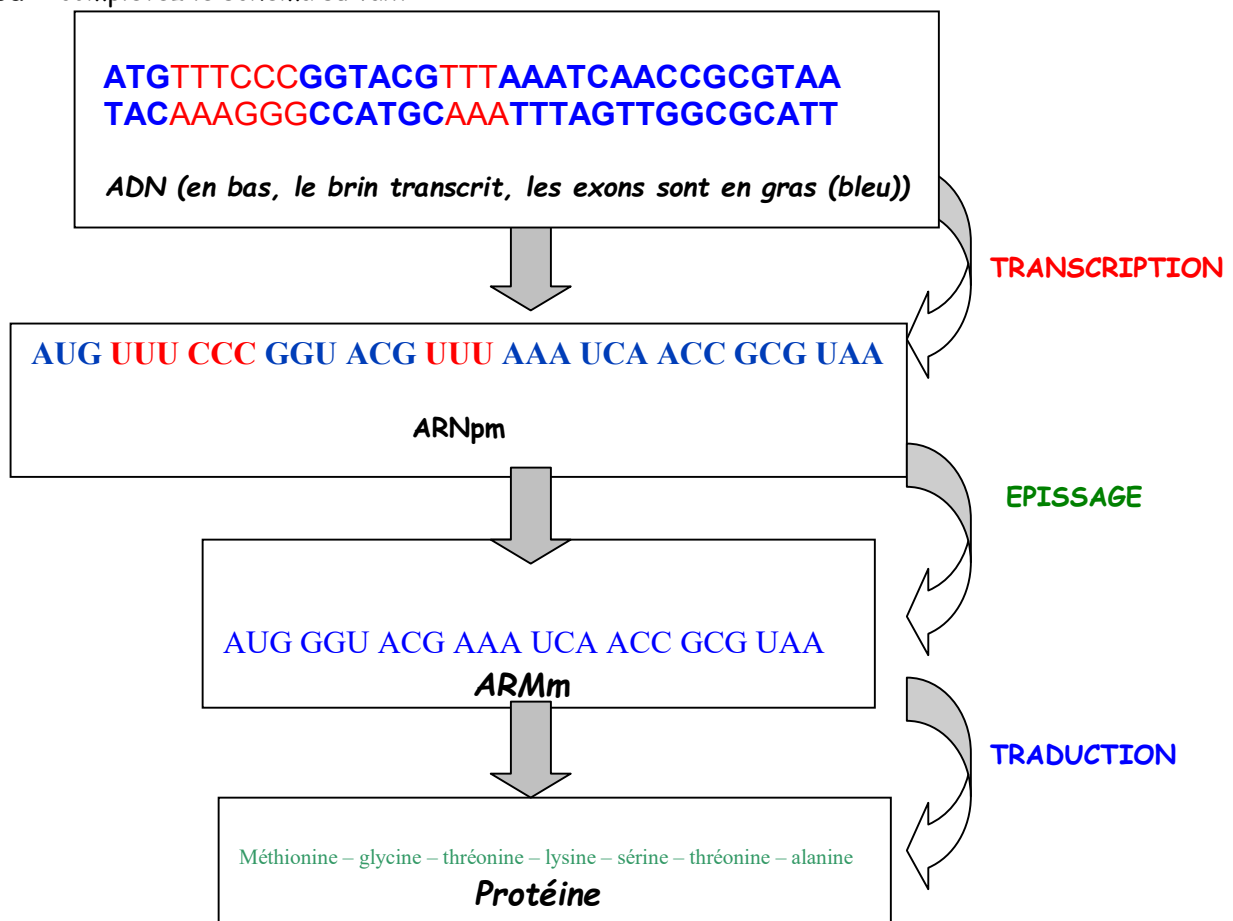 ATGTTTCCCGGTACGTTTAAATCAACCGCGTAA
TACAAAGGGCCATGCAAATTTAGTTGGCGCATT
ADN (en bas, le brin transcrit, les exons sont en gras (bleu))
TRANSCRIPTION
AUG UUU CCC GGU ACG UUU AAA UCA ACC GCG UAA
ARNpm
EPISSAGE
AUG GGU ACG AAA UCA ACC GCG UAA
ARMm
TRADUCTION
Méthionine – glycine – thréonine – lysine – sérine – thréonine – alanine
Protéine